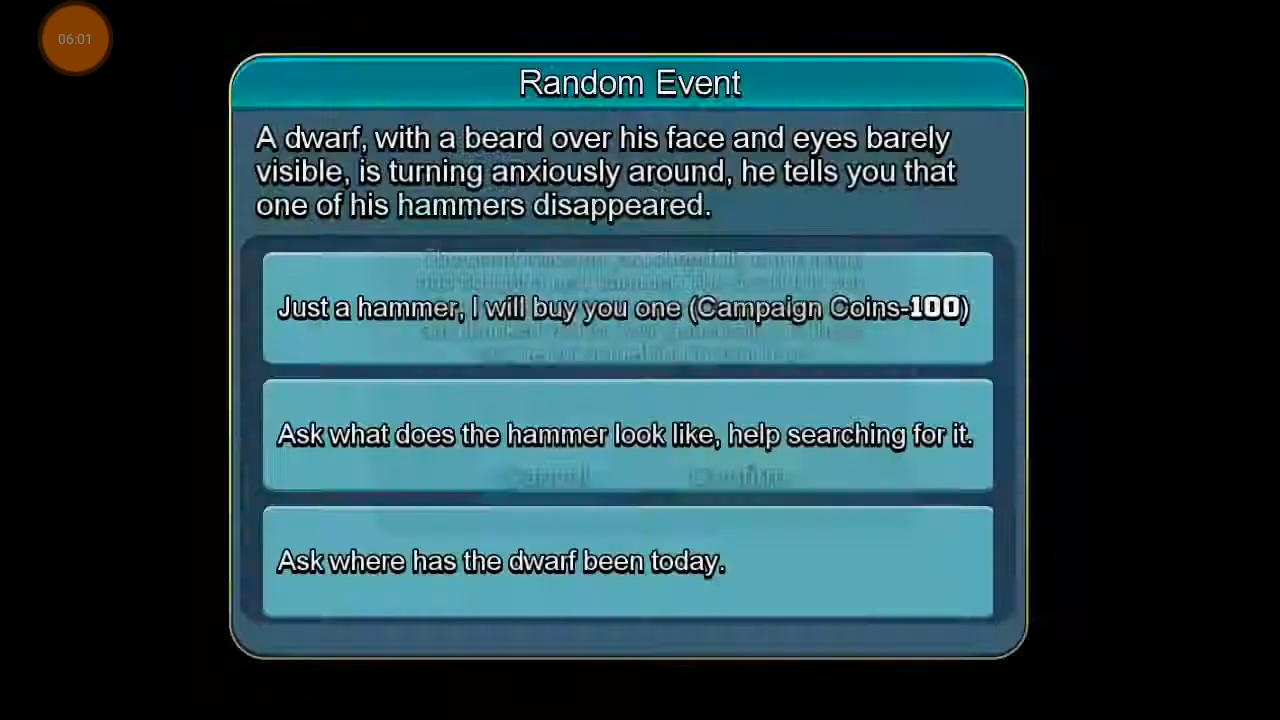 06:01
Random Event
A dwarf, with a beard over his face and eyes barely
visible, is turning anxiously around, he tells you that
one of his hammers disappeared.
Just a hammer, I will buy you one (Campaign Coins-100)
Ask what does the hammer look like, help searching for it.
Cancel Confirm
Ask where has the dwarf been today.